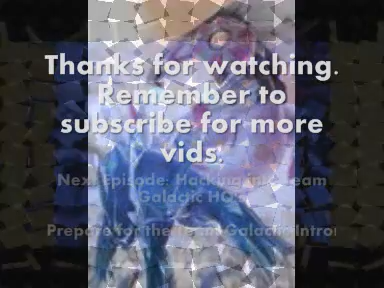 Thanks for watching.
Remember to
subscribe for more
vids.
Next Episode: Hacking into Team
Galactic HQ!
Prepare for the Team Galactic Intro!